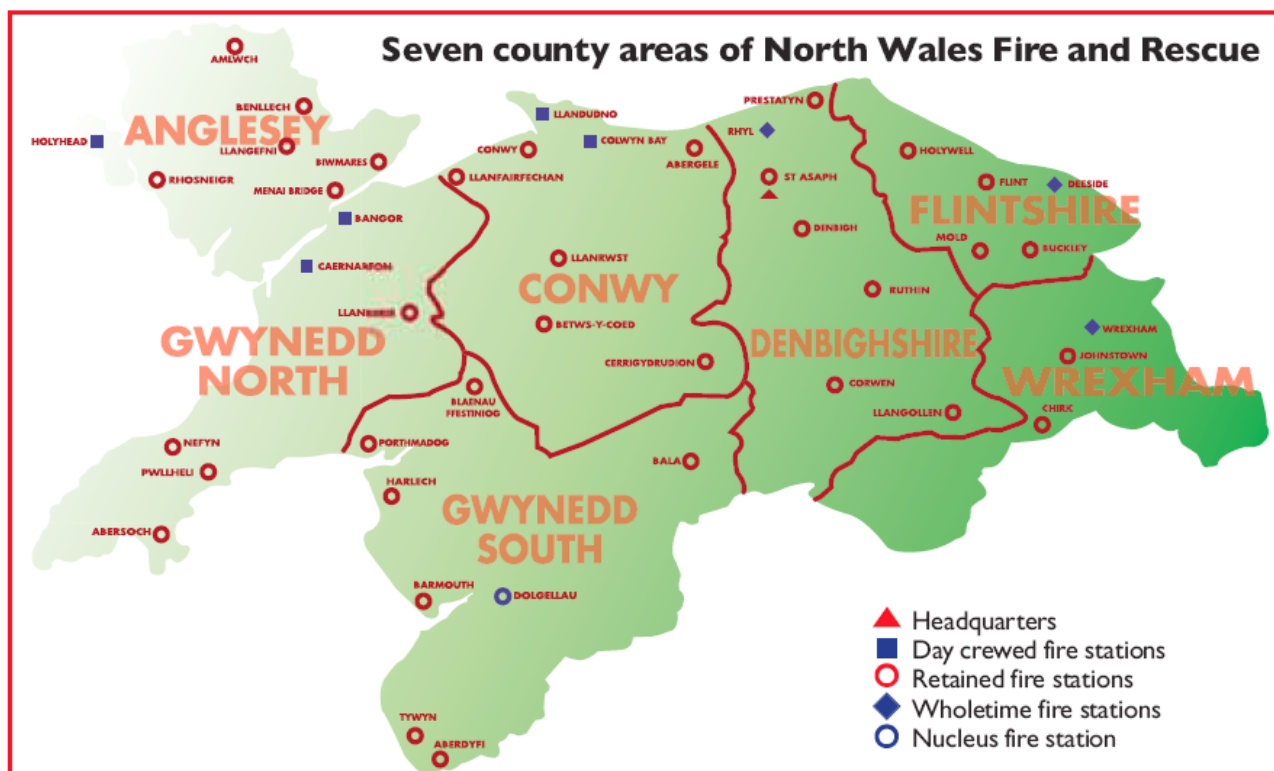 Seven county areas of North Wales Fire and Rescue
AMLWCH
BENLLECH
ANGLESEY
HOLYHEAD
LLANGEFNI
BIWMARES
RHOSNEIGR
MENAI BRIDGE
BANGOR
CAERNARFON
GWYNEDD
NORTH
NEFYN
PWLLHELI
ABERSOCH
LLANDUDNO
COLWYN BAY
CONWY
ABERGELE
LLANFAIRFECHAN
LLANRWST
CONWY
BETWS-Y-COED
CERRIGYDRUDION
BLAENAU
FFESTINIOG
PORTHMADOG
BALA
HARLECH
GWYNEDD
SOUTH
BARMOUTH
DOLGELLAU
TYWYN
ABERDYFI
PRESTATYN
RHYL
ST ASAPH
DENBIGH
RUTHIN
DENBIGHSHIRE
CORWEN
LLANGOLLEN
HOLYWELL
FLINT
DEESIDE
FLINTSHIRE
MOLD
BUCKLEY
WREXHAM
JOHNSTOWN
WREXHAM
CHIRK
Headquarters
Day crewed fire stations
Retained fire stations
Wholetime fire stations
Nucleus fire station